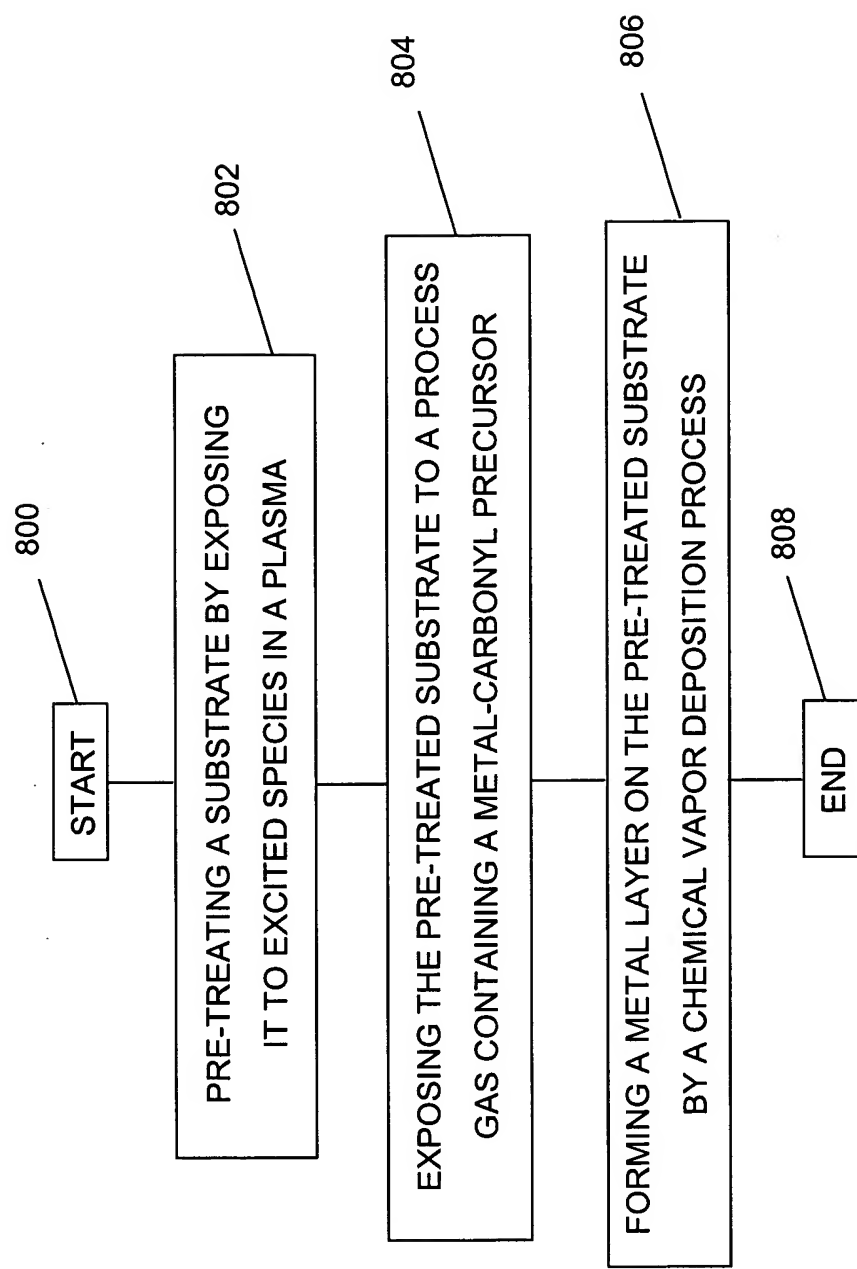 800
START
802
PRE-TREATING A SUBSTRATE BY EXPOSING
IT TO EXCITED SPECIES IN A PLASMA
804
EXPOSING THE PRE-TREATED SUBSTRATE TO A PROCESS
GAS CONTAINING A METAL-CARBONYL PRECURSOR
806
FORMING A METAL LAYER ON THE PRE-TREATED SUBSTRATE
BY A CHEMICAL VAPOR DEPOSITION PROCESS
808
END